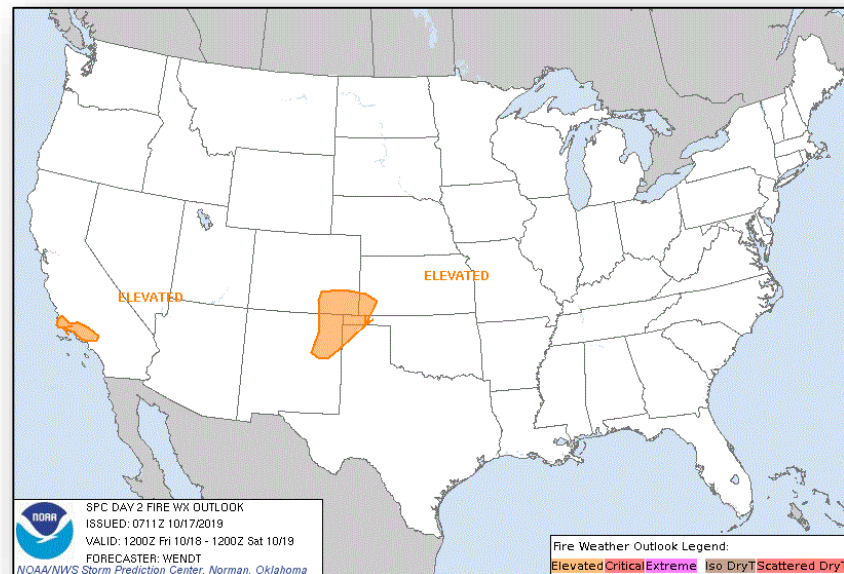 ELEVATED
ELEVATED
NOAA
SPC DAY 2 FIRE WX OUTLOOK
ISSUED: 0711Z 10/17/2019
VALID: 1200Z Fri 10/18 - 1200Z Sat 10/19
FORECASTER: WENDT
NOAA/NWS Storm Prediction Center, Norman, Oklahoma
Fire Weather Outlook Legend:
Elevated Critical Extreme Iso DryT Scattered DryT